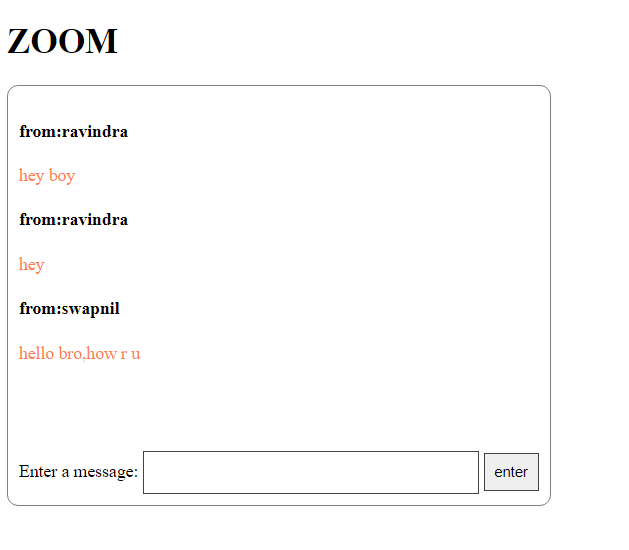 ZOOM
from:ravindra
hey boy
from:ravindra
hey
from:swapnil
hello bro,how r u
Enter a message: enter